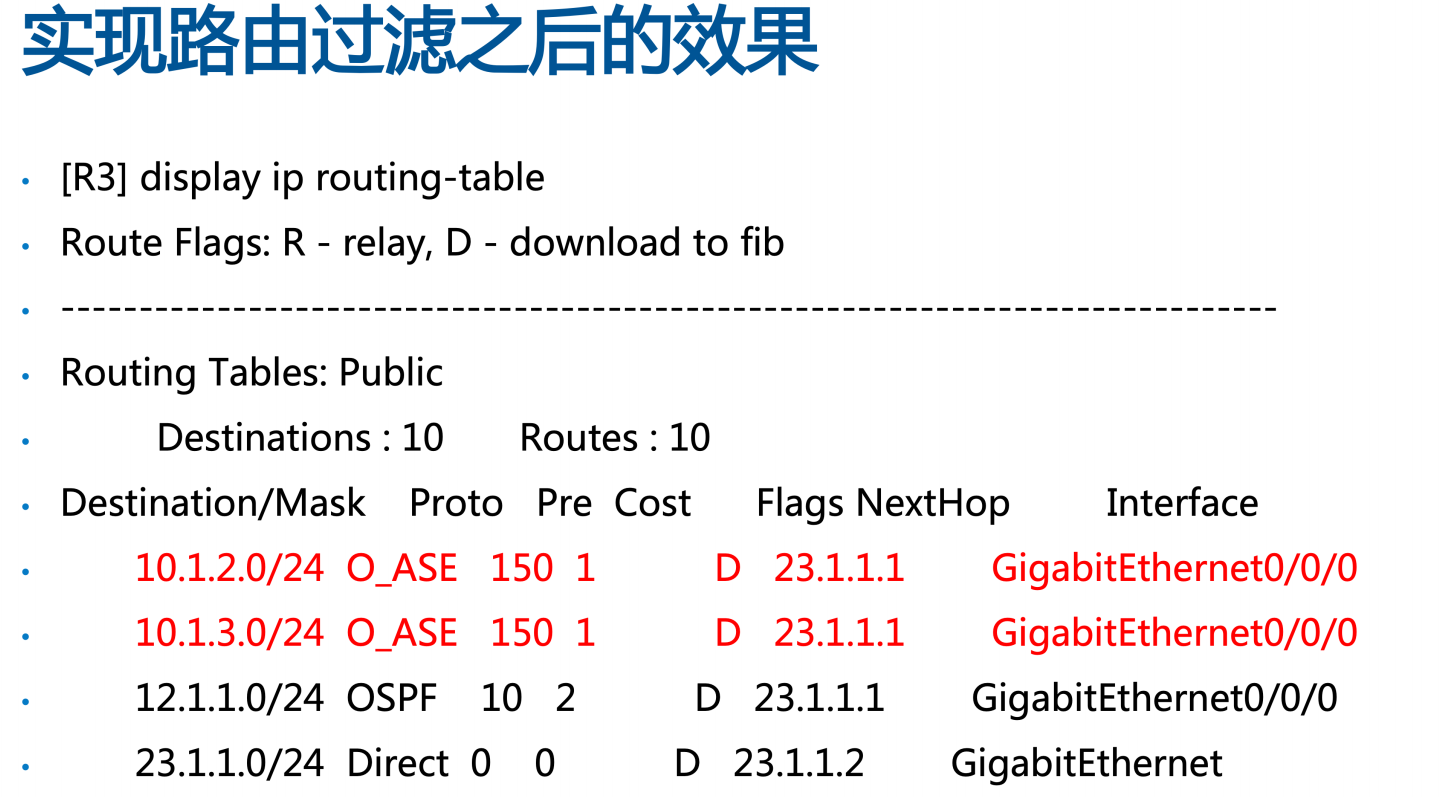 实现路由过滤之后的效果
• [R3] display ip routing-table
• Route Flags: R - relay, D - download to fib
• ------------------------------------------------------------------------------
• Routing Tables: Public
• Destinations : 10 Routes : 10
• Destination/Mask Proto Pre Cost Flags NextHop Interface
• 10.1.2.0/24 O_ASE 150 1 D 23.1.1.1 GigabitEthernet0/0/0
• 10.1.3.0/24 O_ASE 150 1 D 23.1.1.1 GigabitEthernet0/0/0
• 12.1.1.0/24 OSPF 10 2 D 23.1.1.1 GigabitEthernet0/0/0
• 23.1.1.0/24 Direct 0 0 D 23.1.1.2 GigabitEthernet